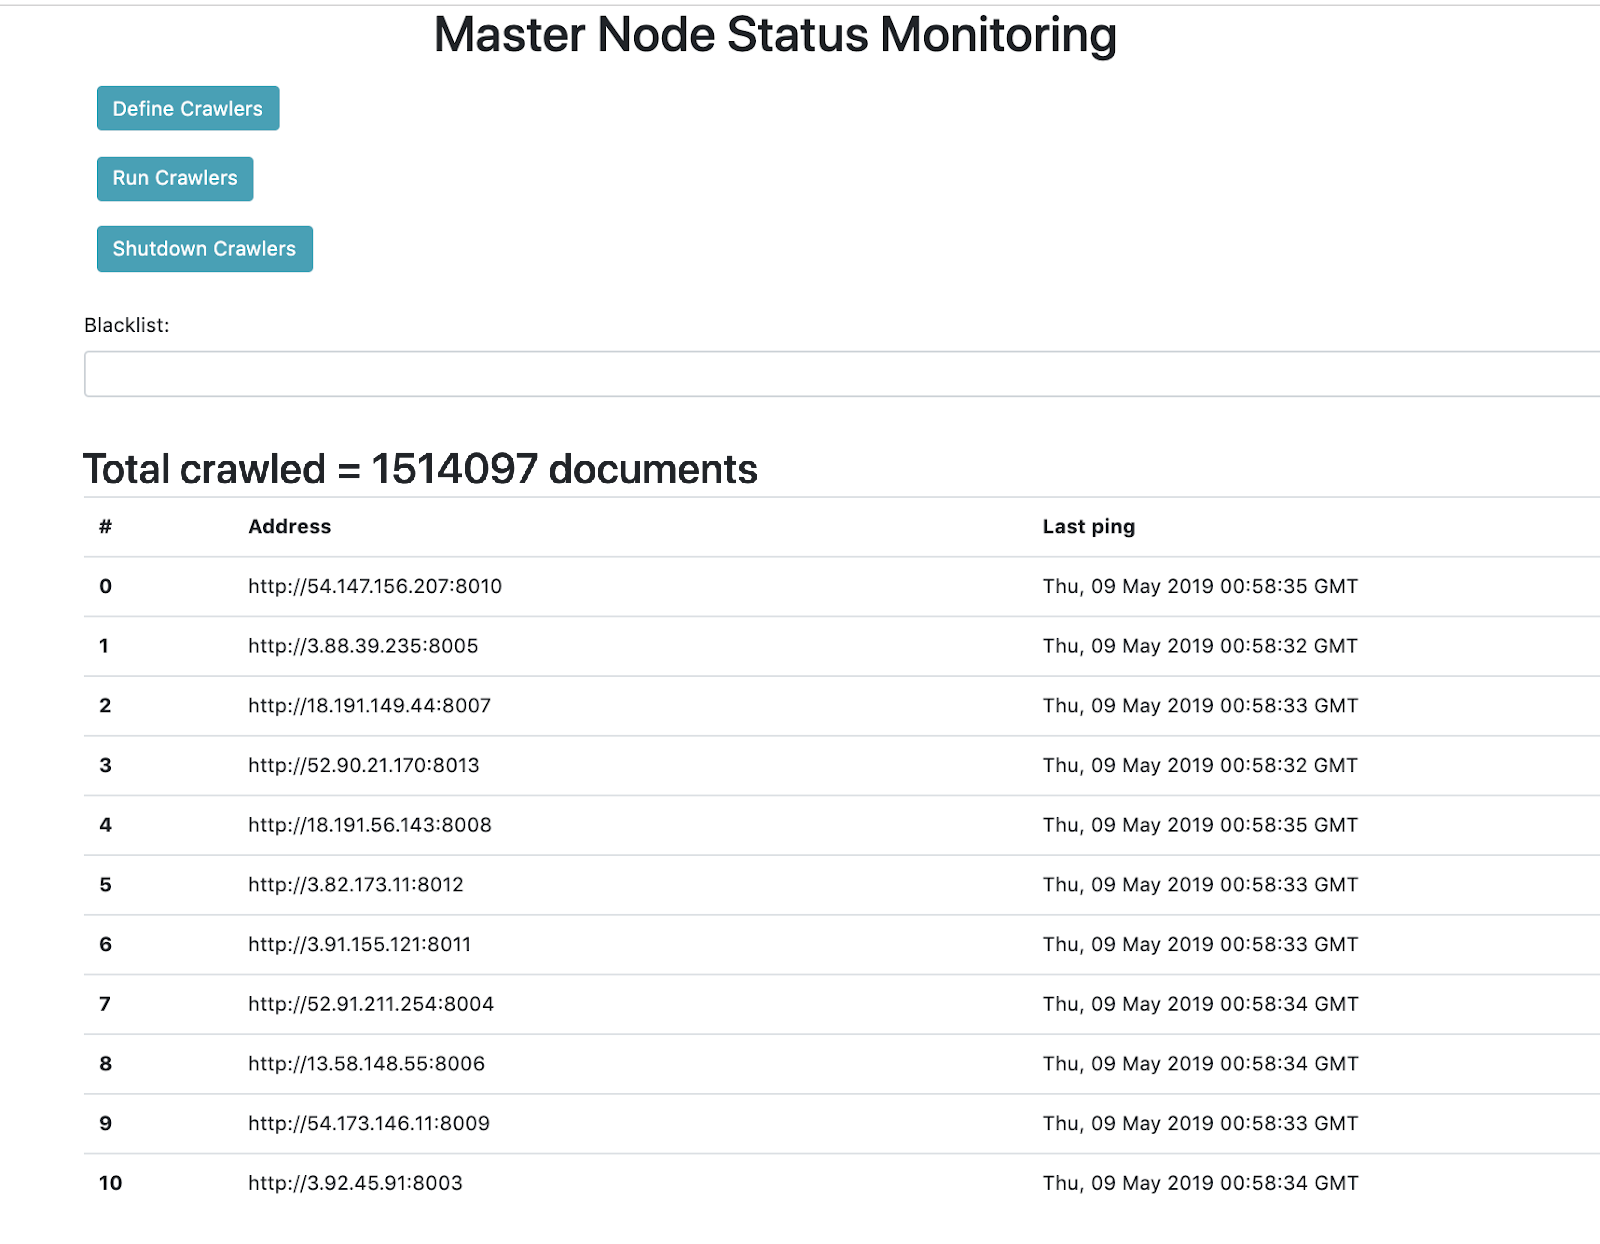 Master Node Status Monitoring
Define Crawlers
Run Crawlers
Shutdown Crawlers
Blacklist:
Total crawled = 1514097 documents
# Address Last ping
0 http://54.147.156.207:8010 Thu, 09 May 2019 00:58:35 GMT
1 http://3.88.39.235:8005 Thu, 09 May 2019 00:58:32 GMT
2 http://18.191.149.44:8007 Thu, 09 May 2019 00:58:33 GMT
3 http://52.90.21.170:8013 Thu, 09 May 2019 00:58:32 GMT
4 http://18.191.56.143:8008 Thu, 09 May 2019 00:58:35 GMT
5 http://3.82.173.11:8012 Thu, 09 May 2019 00:58:33 GMT
6 http://3.91.155.121:8011 Thu, 09 May 2019 00:58:33 GMT
7 http://52.91.211.254:8004 Thu, 09 May 2019 00:58:34 GMT
8 http://13.58.148.55:8006 Thu, 09 May 2019 00:58:34 GMT
9 http://54.173.146.11:8009 Thu, 09 May 2019 00:58:33 GMT
10 http://3.92.45.91:8003 Thu, 09 May 2019 00:58:34 GMT